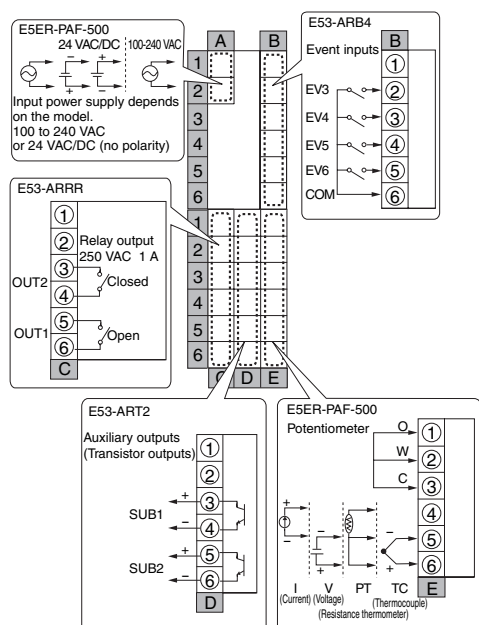 E5ER-PAF-500
24 VAC/DC 100-240 VAC
− + 
+ −
Input power supply depends
on the model.
100 to 240 VAC
or 24 VAC/DC (no polarity)
A B
1
2
3
4
5
6
1
2
3
4
5
6
C D E
E53-ARB4
Event inputs
B
1
EV3 2
EV4 3
EV5 4
EV6 5
COM 6
E53-ARRR
1
2
Relay output
250 VAC 1 A
3
OUT2 Closed
4
5
OUT1 Open
6
C
E53-ART2
Auxiliary outputs
(Transistor outputs)
1
2
+ 3
SUB1
− 4
+ 5
SUB2
− 6
D
E5ER-PAF-500
Potentiometer
O 1
W 2
C 3
4
+ − − 5
− + + 6
I V PT TC
(Current) (Voltage) (Thermocouple)
(Resistance thermometer)
E